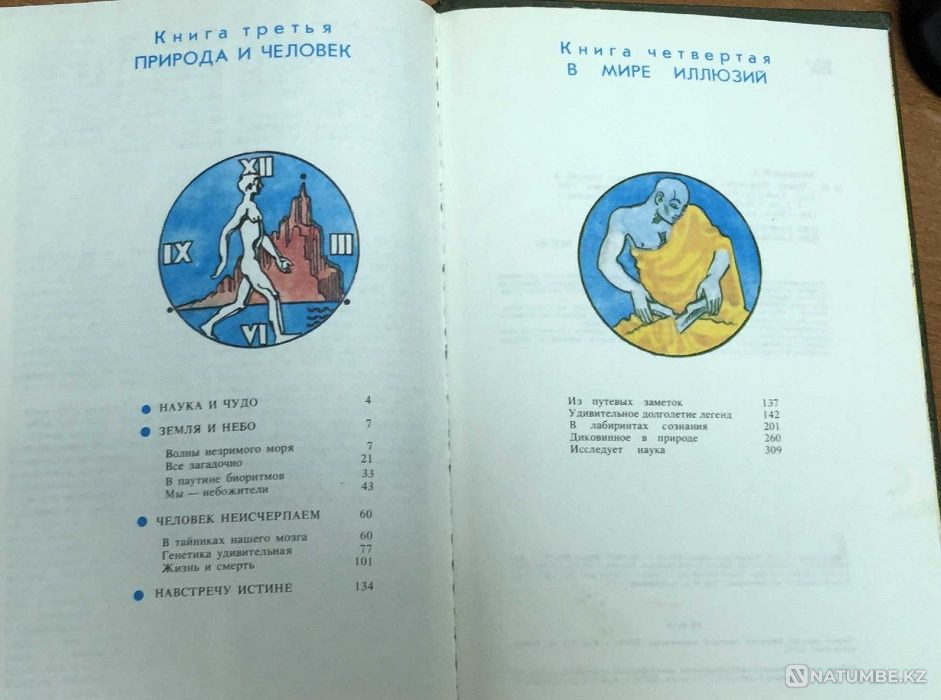 Книга третья
ПРИРОДА И ЧЕЛОВЕК
XII
IX
III
VI
НАУКА И ЧУДО 4
ЗЕМЛЯ И НЕБО 7
Волны незримого моря 7
Все загадочно 21
В паутине биоритмов 33
Мы — небожители 43
ЧЕЛОВЕК НЕИСЧЕРПАЕМ 60
В тайниках нашего мозга 60
Генетика удивительная 77
Жизнь и смерть 101
НАВСТРЕЧУ ИСТИНЕ 134
Книга четвертая
В МИРЕ ИЛЛЮЗИЙ
Из путевых заметок 137
Удивительное долголетие легенд 142
В лабиринтах сознания 201
Диковинное в природе 260
Исследует наука 309
NATUMBE.KZ